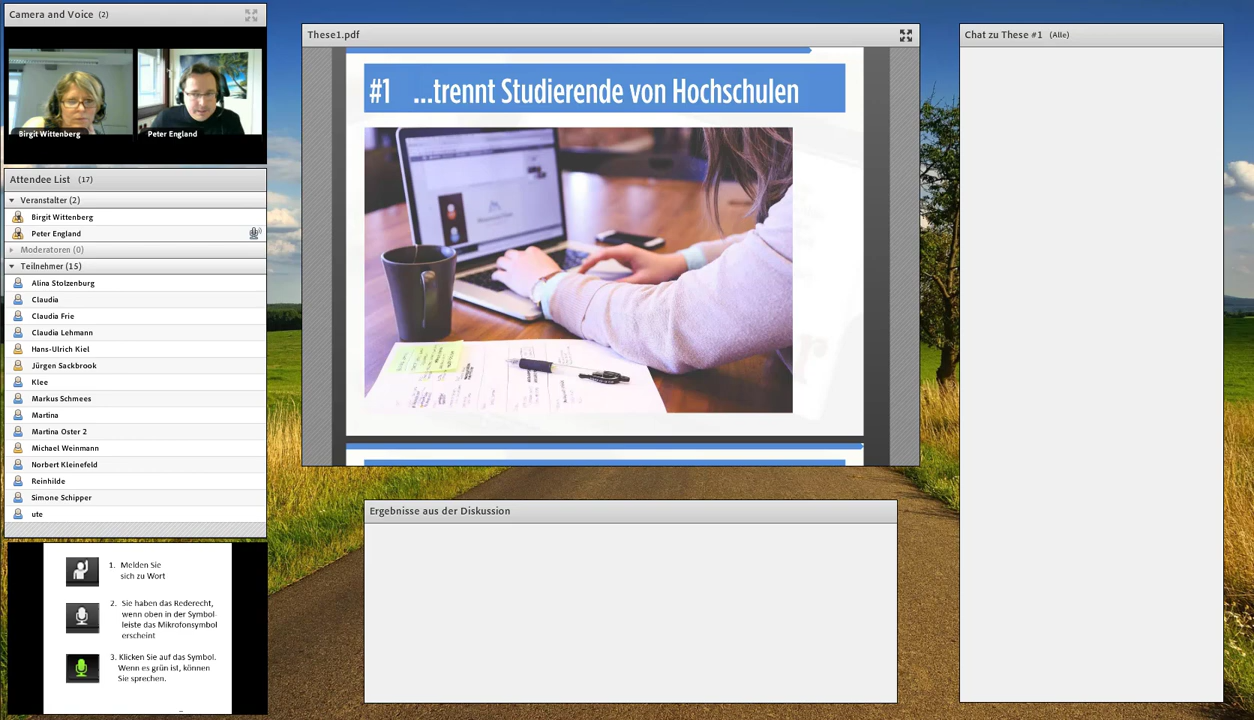 Camera and Voice (2)
Birgit Wittenberg
Peter England
Attendee List (17)
Veranstalter (2)
Birgit Wittenberg
Peter England
Moderatoren (0)
Teilnehmer (15)
Alina Stolzenburg
Claudia
Claudia Frie
Claudia Lehmann
Hans-Ulrich Kiel
Jürgen Sackbrook
Klee
Markus Schmees
Martina
Martina Oster 2
Michael Weinmann
Norbert Kleinefeld
Reinhilde
Simone Schipper
ute
1. Melden Sie
sich zu Wort
2. Sie haben das Rederecht,
wenn oben in der Symbol-
leiste das Mikrofonsymbol
erscheint
3. Klicken Sie auf das Symbol.
Wenn es grün ist, können
Sie sprechen.
These1.pdf
#1 ...trennt Studierende von Hochschulen
Ergebnisse aus der Diskussion
Chat zu These #1 (Alle)